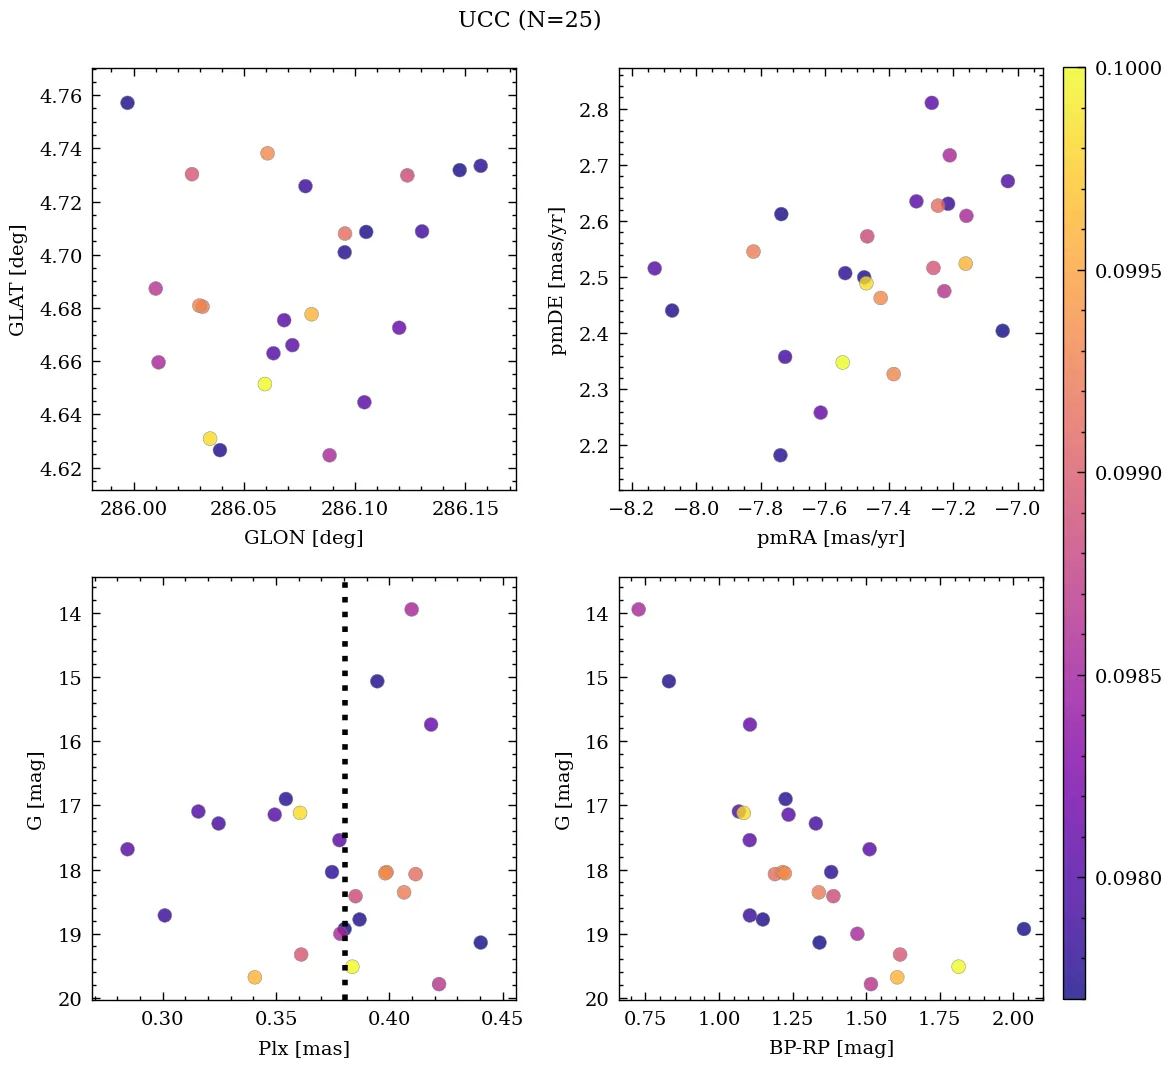 UCC (N=25)
4.76
4.74
4.72
4.70
4.68
4.66
4.64
4.62
GLAT [deg]
286.00 286.05 286.10 286.15
GLON [deg]
2.8
2.7
2.6
2.5
2.4
2.3
2.2
pmDE [mas/yr]
−8.2 −8.0 −7.8 −7.6 −7.4 −7.2 −7.0
pmRA [mas/yr]
14
15
16
17
18
19
20
G [mag]
0.30 0.35 0.40 0.45
Plx [mas]
14
15
16
17
18
19
20
G [mag]
0.75 1.00 1.25 1.50 1.75 2.00
BP-RP [mag]
0.1000
0.0995
0.0990
0.0985
0.0980